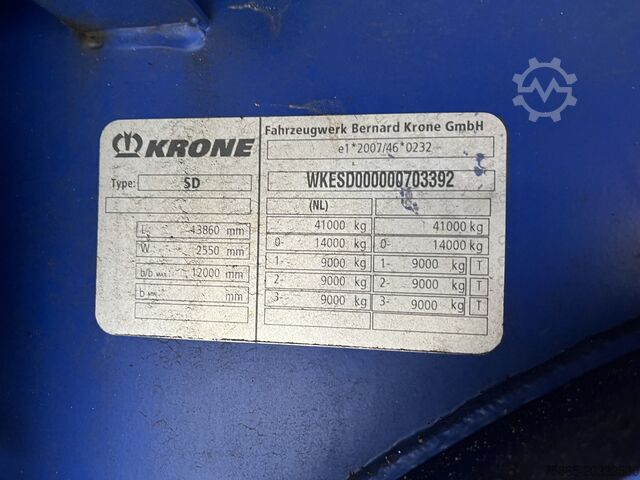 KRONE
Type: SD
L 13860 mm
W 2550 mm
b/b. MAX. 12000 mm
b mm
Fahrzeugwerk Bernard Krone GmbH
e1*2007/46*0232
WKESD000000703392
(NL)
41000 kg 41000 kg
0- 14000 kg 0- 14000 kg
1- 9000 kg 1- 9000 kg T
2- 9000 kg 2- 9000 kg T
3- 9000 kg 3- 9000 kg T